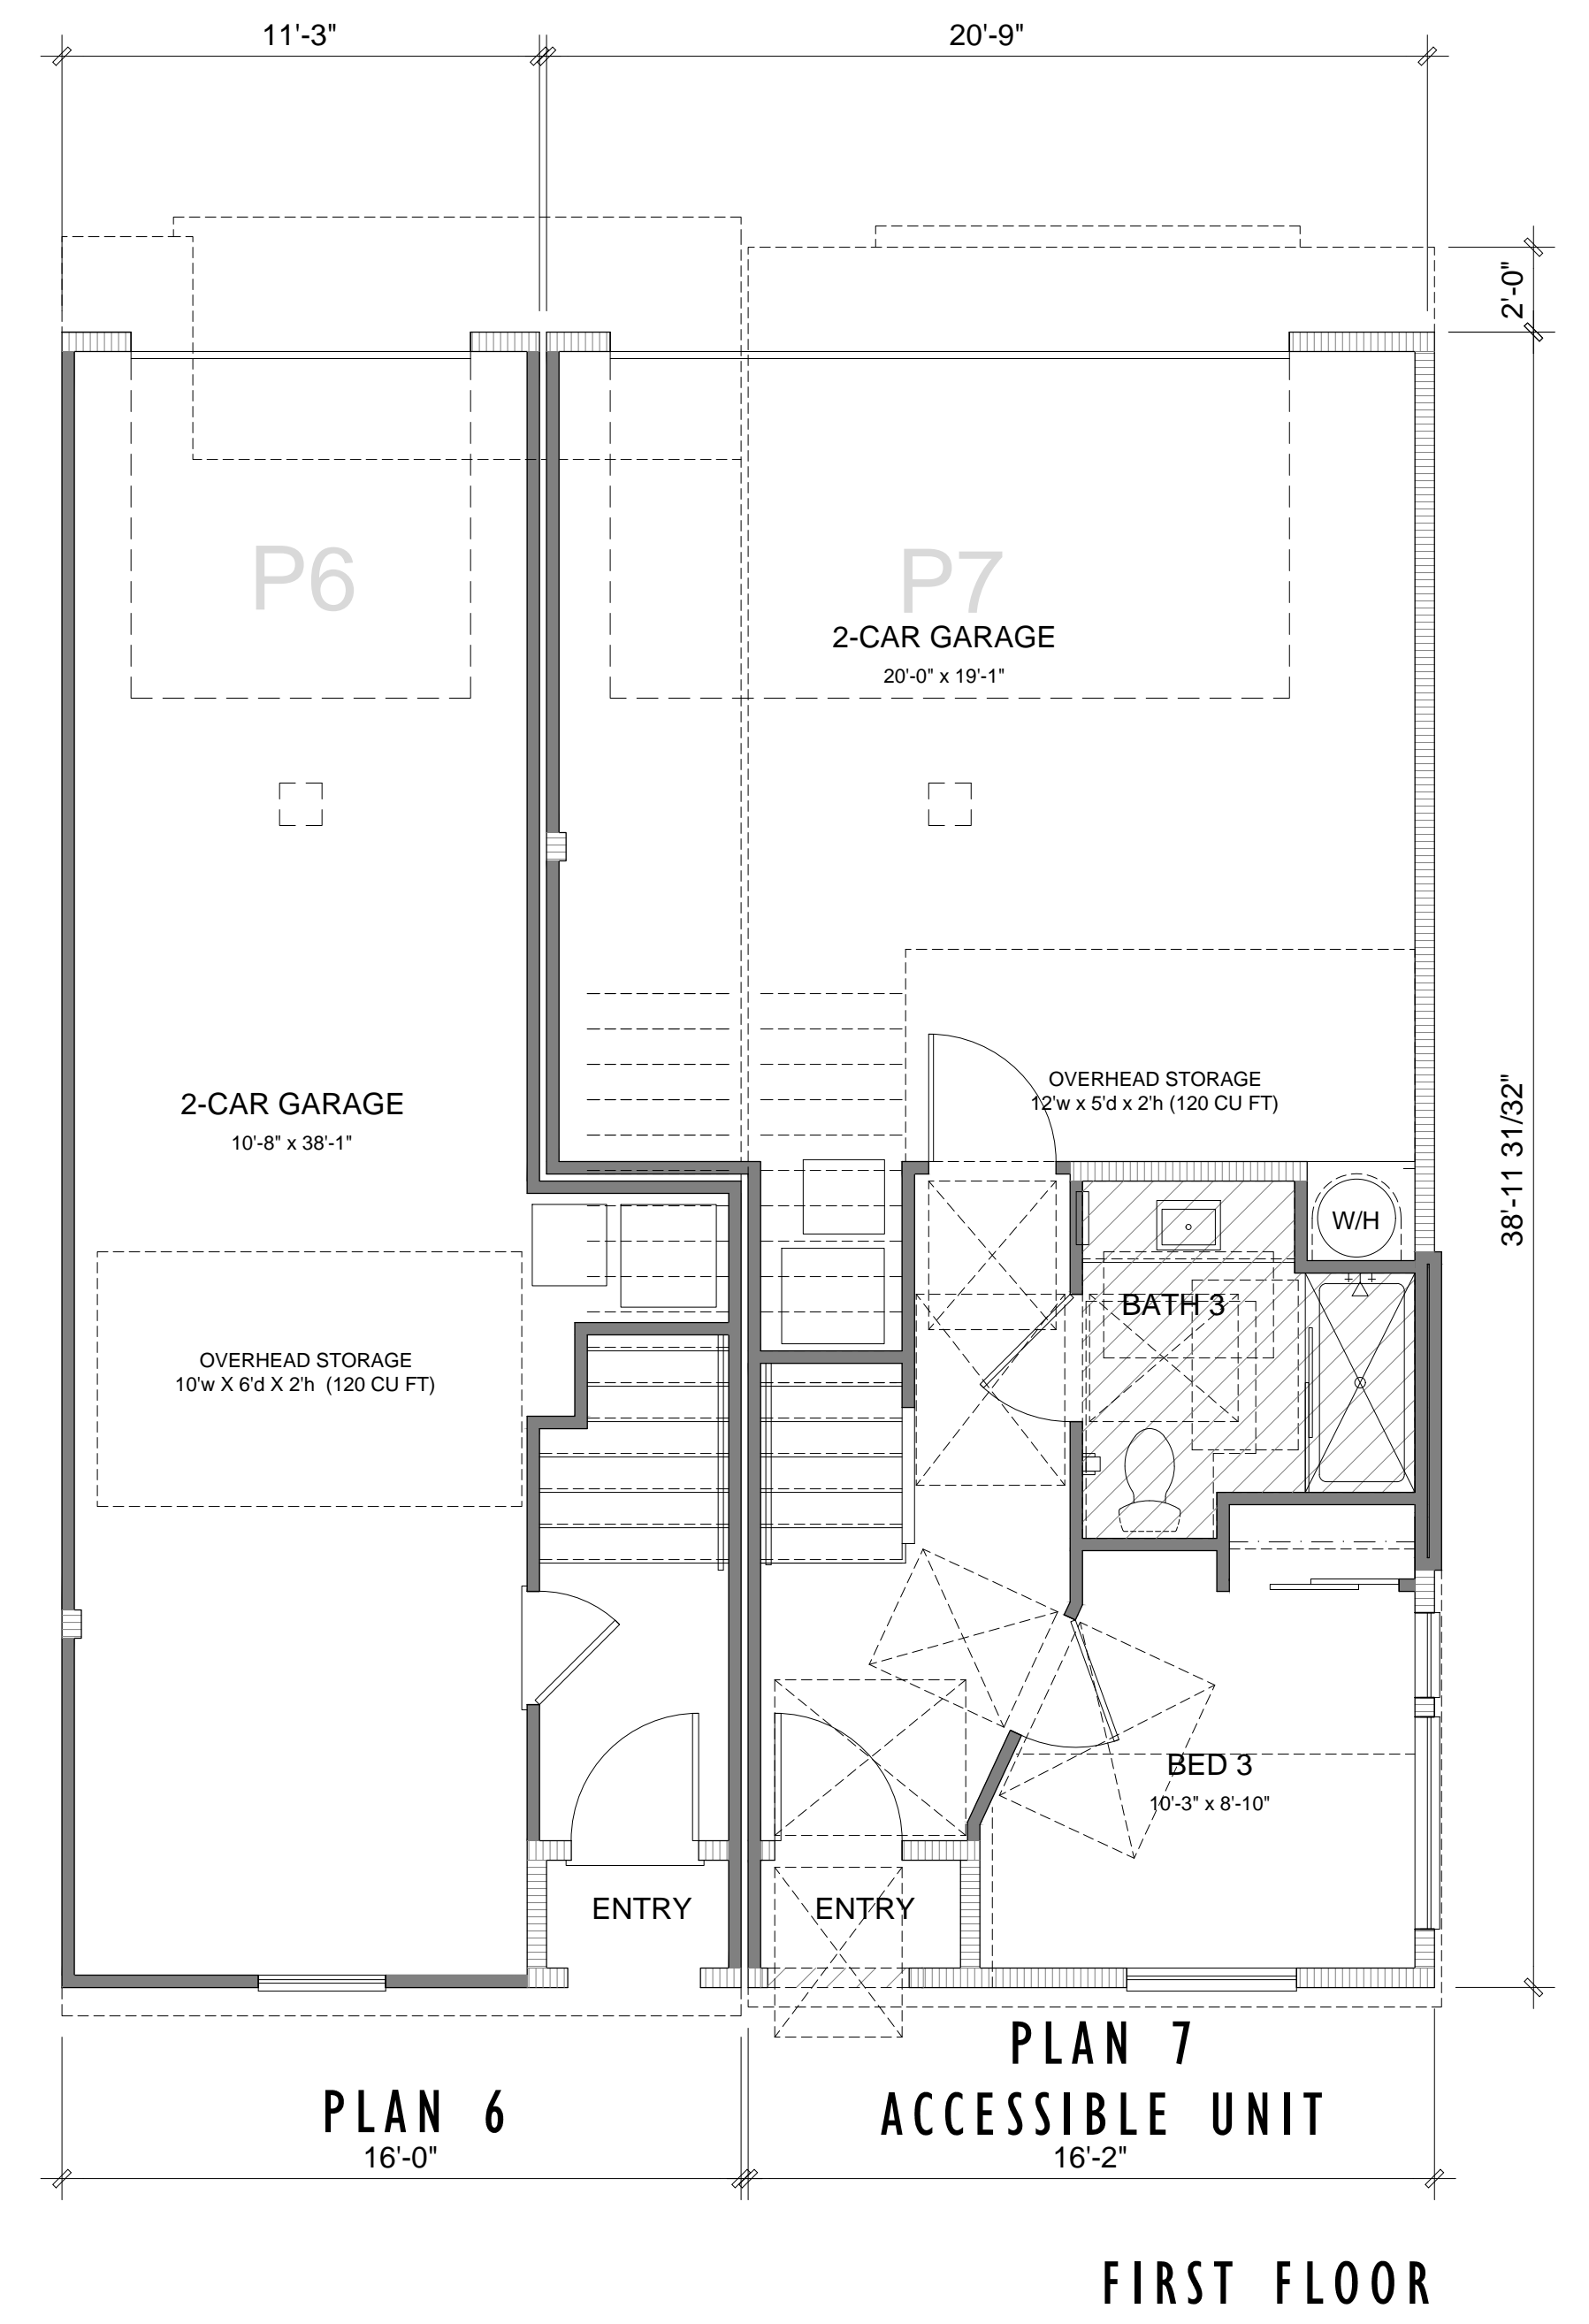 11'-3"
20'-9"
2'-0"
P6
P7
2-CAR GARAGE
20'-0" x 19'-1"
OVERHEAD STORAGE
12'w x 5'd x 2'h (120 CU FT)
2-CAR GARAGE
10'-8" x 38'-1"
38'-11 31/32"
W/H
BATH 3
OVERHEAD STORAGE
10'w X 6'd X 2'h (120 CU FT)
BED 3
10'-3" x 8'-10"
ENTRY
ENTRY
PLAN 7
ACCESSIBLE UNIT
16'-2"
PLAN 6
16'-0"
FIRST FLOOR